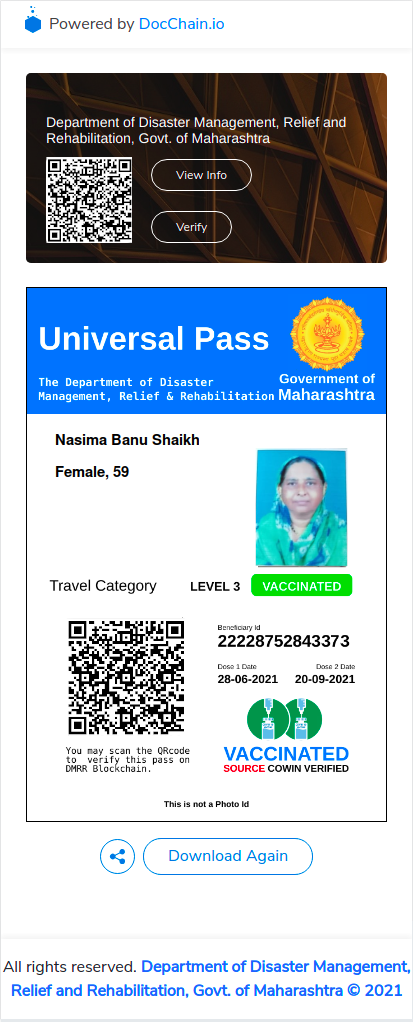 Powered by DocChain.io
Department of Disaster Management, Relief and
Rehabilitation, Govt. of Maharashtra
View Info
Verify
Universal Pass
The Department of Disaster
Management, Relief & Rehabilitation
Government of
Maharashtra
Nasima Banu Shaikh
Female, 59
Travel Category
LEVEL 3
VACCINATED
Beneficiary Id
22228752843373
Dose 1 Date
Dose 2 Date
28-06-2021
20-09-2021
You may scan the QRcode
to verify this pass on
DMRR Blockchain.
VACCINATED
SOURCE COWIN VERIFIED
This is not a Photo Id
Download Again
All rights reserved. Department of Disaster Management,
Relief and Rehabilitation, Govt. of Maharashtra © 2021